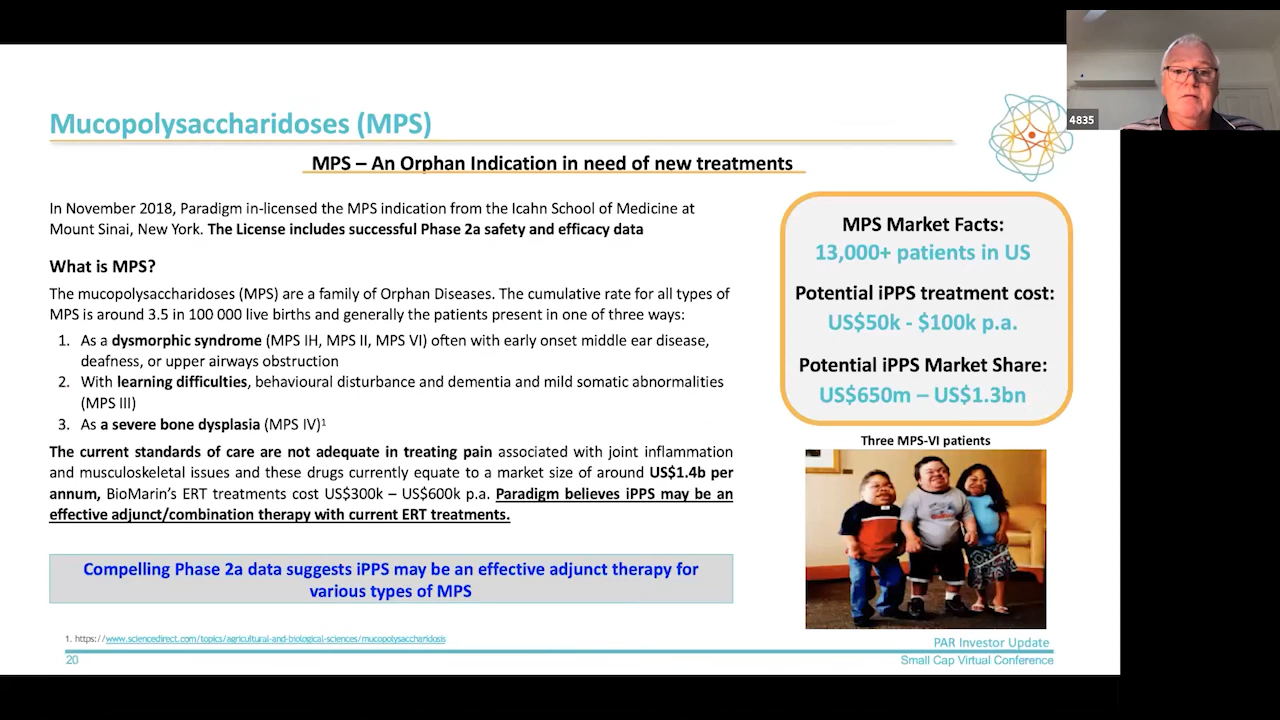 4835
Mucopolysaccharidoses (MPS)
MPS – An Orphan Indication in need of new treatments
In November 2018, Paradigm in-licensed the MPS indication from the Icahn School of Medicine at
Mount Sinai, New York. The License includes successful Phase 2a safety and efficacy data
What is MPS?
The mucopolysaccharidoses (MPS) are a family of Orphan Diseases. The cumulative rate for all types of
MPS is around 3.5 in 100 000 live births and generally the patients present in one of three ways:
1. As a dysmorphic syndrome (MPS IH, MPS II, MPS VI) often with early onset middle ear disease,
deafness, or upper airways obstruction
2. With learning difficulties, behavioural disturbance and dementia and mild somatic abnormalities
(MPS III)
3. As a severe bone dysplasia (MPS IV)¹
The current standards of care are not adequate in treating pain associated with joint inflammation
and musculoskeletal issues and these drugs currently equate to a market size of around US$1.4b per
annum, BioMarin's ERT treatments cost US$300k – US$600k p.a. Paradigm believes iPPS may be an
effective adjunct/combination therapy with current ERT treatments.
Compelling Phase 2a data suggests iPPS may be an effective adjunct therapy for
various types of MPS
MPS Market Facts:
13,000+ patients in US
Potential iPPS treatment cost:
US$50k - $100k p.a.
Potential iPPS Market Share:
US$650m – US$1.3bn
Three MPS-VI patients
1. https://www.sciencedirect.com/topics/agricultural-and-biological-sciences/mucopolysaccharidosis
PAR Investor Update
20
Small Cap Virtual Conference